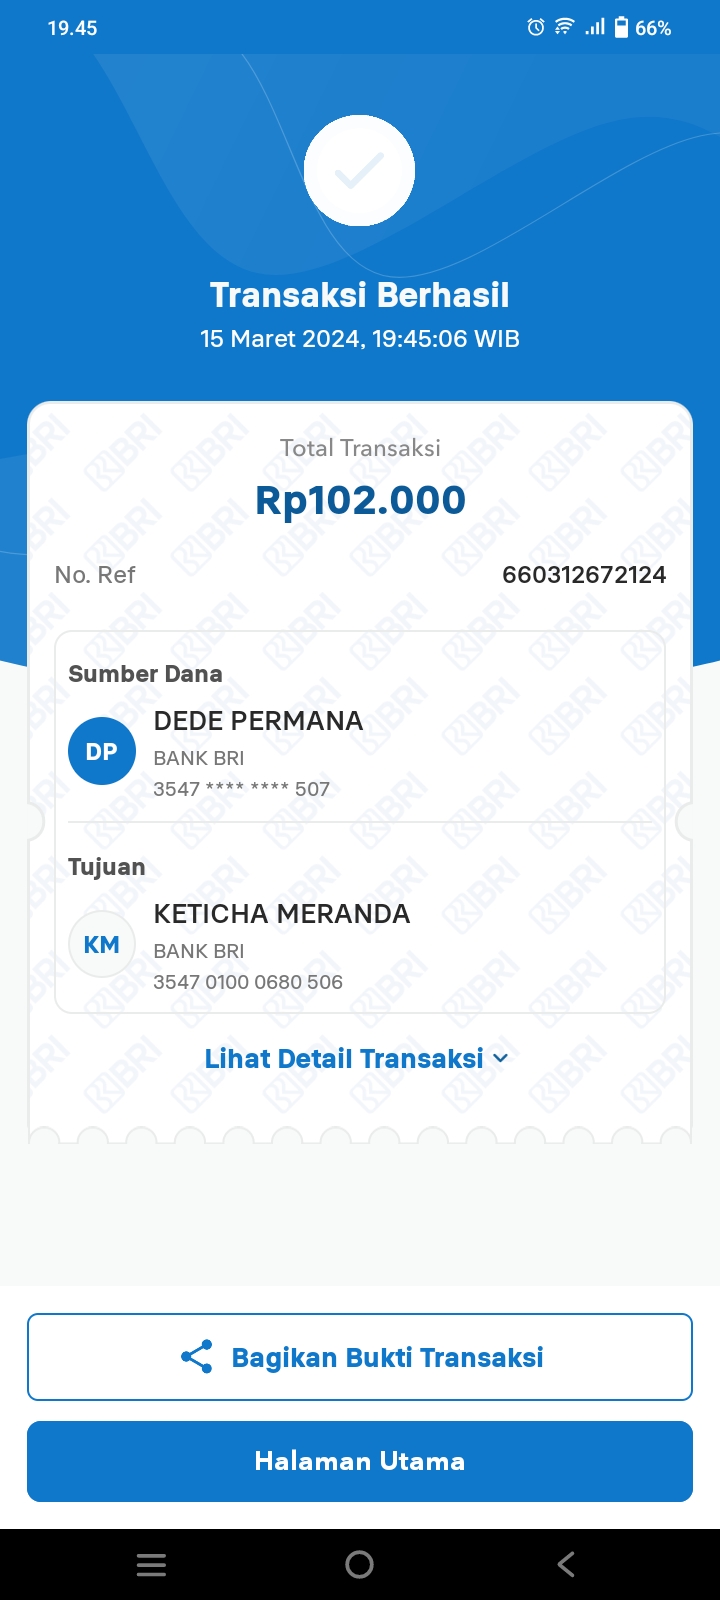 19.45
66%
Transaksi Berhasil
15 Maret 2024, 19:45:06 WIB
Total Transaksi
Rp102.000
No. Ref
660312672124
Sumber Dana
DP
DEDE PERMANA
BANK BRI
3547 **** **** 507
Tujuan
KM
KETICHA MERANDA
BANK BRI
3547 0100 0680 506
Lihat Detail Transaksi
Bagikan Bukti Transaksi
Halaman Utama